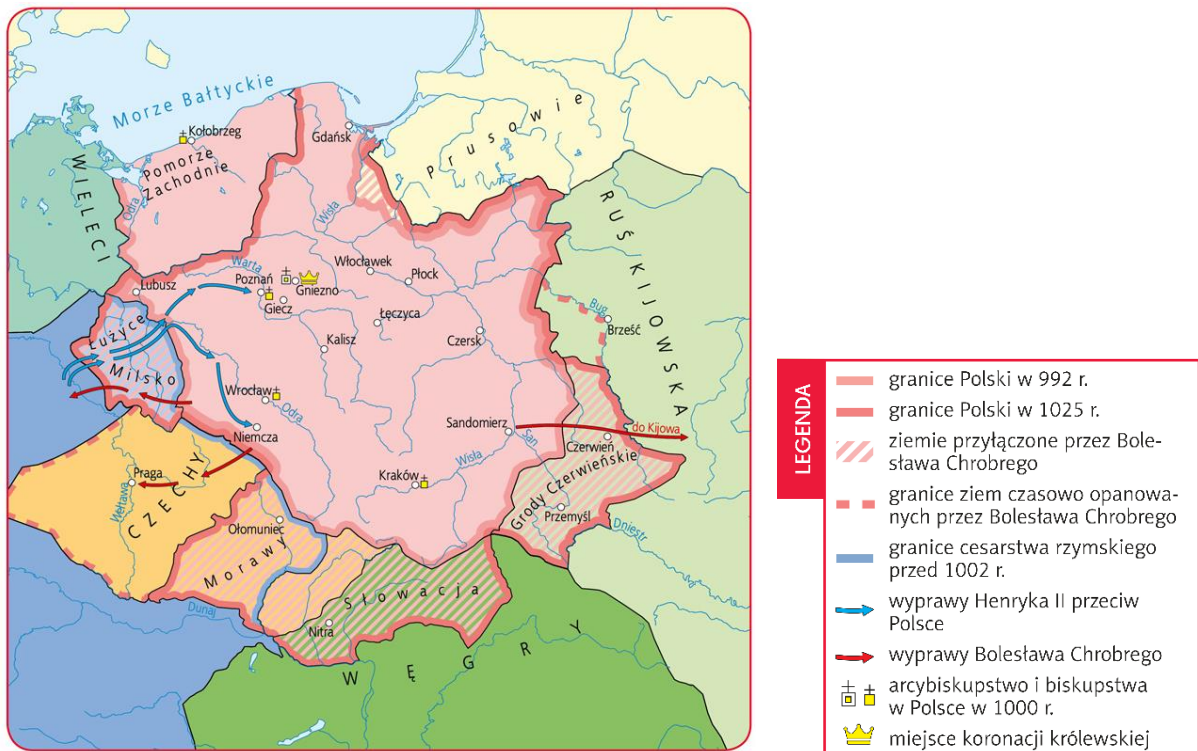 Morze Bałtyckie
Kołobrzeg
Gdańsk
Prusowie
Pomorze
Zachodnie
WIELECI
Odra
Wisła
RUŚ KIJOWSKA
Warta
Włocławek
Płock
Lubusz
Poznań
Gniezno
Giecz
Bug
Brześć
Łużyce
Łęczyca
Kalisz
Czersk
Milsko
Wrocław
Odra
Niemcza
Sandomierz
do Kijowa
San
Czerwień
Wisła
Kraków
Grody Czerwieńskie
Przemyśl
Praga
Wełtawa
CZECHY
Ołomuniec
Morawy
Dniestr
Słowacja
Dunaj
Nitra
WĘGRY
LEGENDA
granice Polski w 992 r.
granice Polski w 1025 r.
ziemie przyłączone przez Bole-
sława Chrobrego
granice ziem czasowo opanowa-
nych przez Bolesława Chrobrego
granice cesarstwa rzymskiego
przed 1002 r.
wyprawy Henryka II przeciw
Polsce
wyprawy Bolesława Chrobrego
arcybiskupstwo i biskupstwa
w Polsce w 1000 r.
miejsce koronacji królewskiej